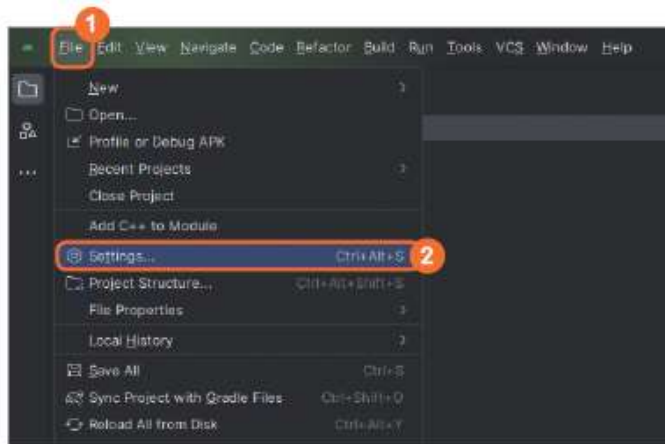 1
File Edit View Navigate Code Refactor Build Run Tools VCS Window Help
New
Open...
Profile or Debug APK
Recent Projects
Close Project
Add C++ to Module
Settings... Ctrl+Alt+S 2
Project Structure... Ctrl+Alt+Shift+S
File Properties
Local History
Save All Ctrl+S
Sync Project with Gradle Files Ctrl+Shift+O
Reload All from Disk Ctrl+Alt+Y